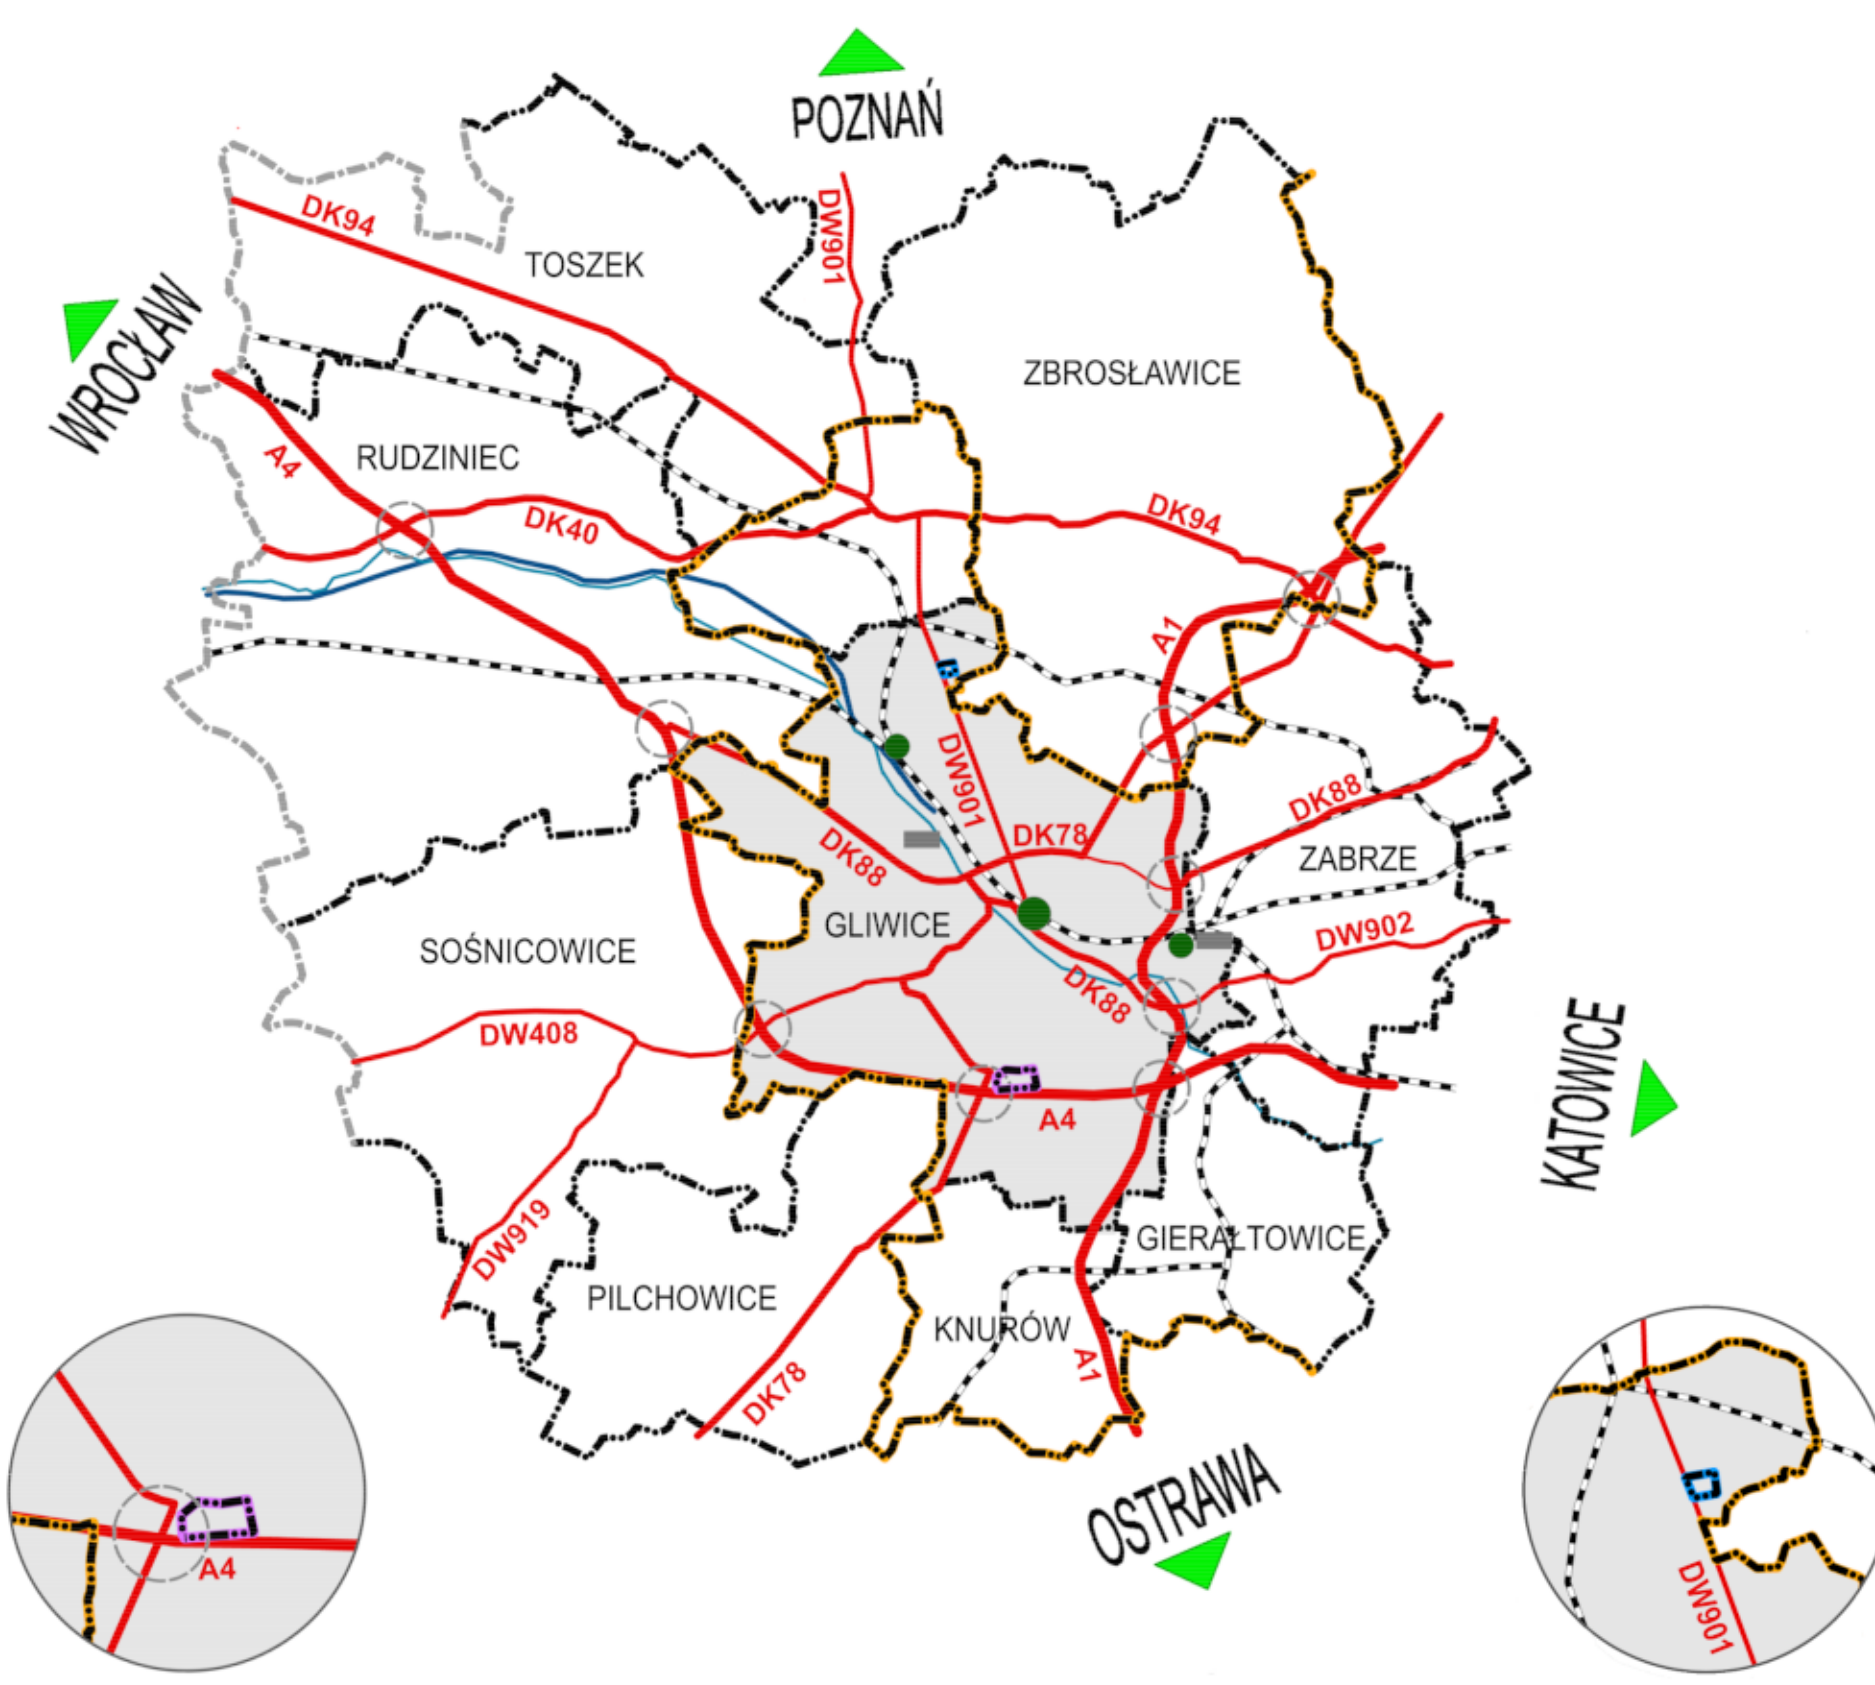 POZNAŃ
DW901
DK94
TOSZEK
WROCŁAW
ZBROSŁAWICE
A4
RUDZINIEC
DK40
DK94
A1
DW901
DK88
DK78
DK88
ZABRZE
GLIWICE
SOŚNICOWICE
DW902
DK88
DW408
A4
KATOWICE
DW919
GIERAŁTOWICE
PILCHOWICE
KNURÓW
A1
DK78
OSTRAWA
A4
DW901